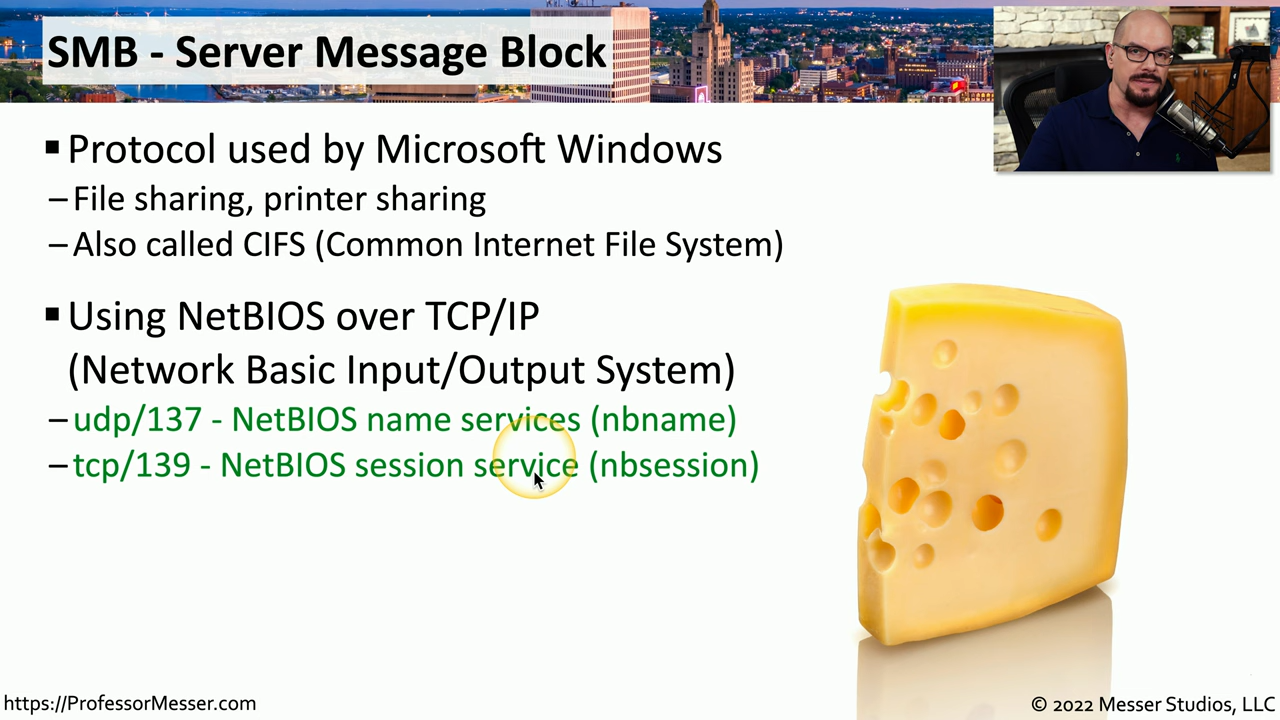 SMB - Server Message Block
▪ Protocol used by Microsoft Windows
– File sharing, printer sharing
– Also called CIFS (Common Internet File System)
▪ Using NetBIOS over TCP/IP
(Network Basic Input/Output System)
– udp/137 - NetBIOS name services (nbname)
– tcp/139 - NetBIOS session service (nbsession)
https://ProfessorMesser.com
© 2022 Messer Studios, LLC